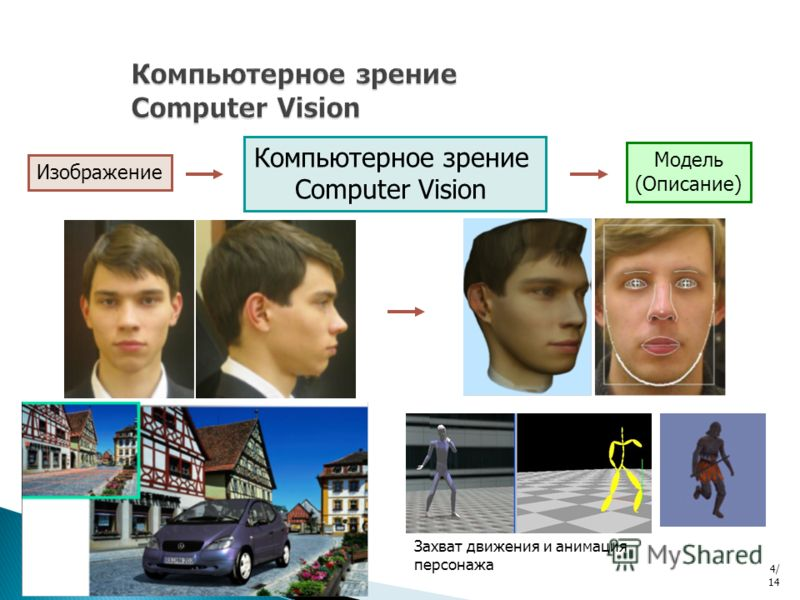 Компьютерное зрение
Computer Vision
Изображение
Компьютерное зрение
Computer Vision
Модель
(Описание)
Захват движения и анимация
персонажа
MyShared
4/
14